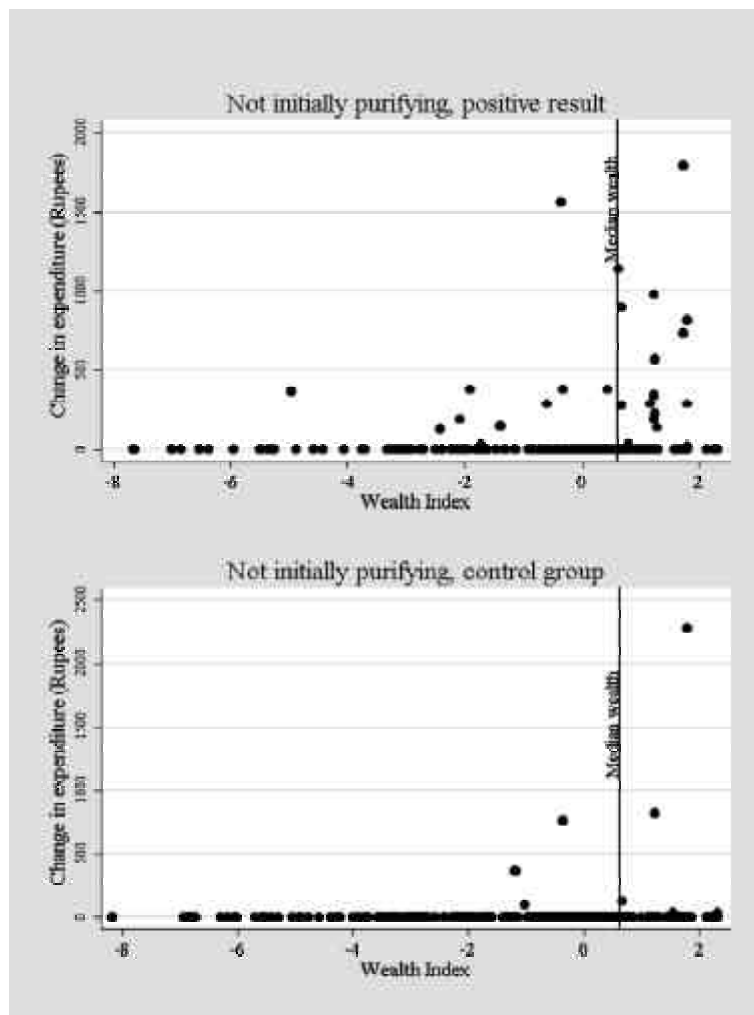 Not initially purifying, positive result
Change in expenditure (Rupees)
2000
1500
1000
500
0
Median wealth
-8 -6 -4 -2 0 2
Wealth Index
Not initially purifying, control group
Change in expenditure (Rupees)
2500
2000
1500
1000
500
0
Median wealth
-8 -6 -4 -2 0 2
Wealth Index